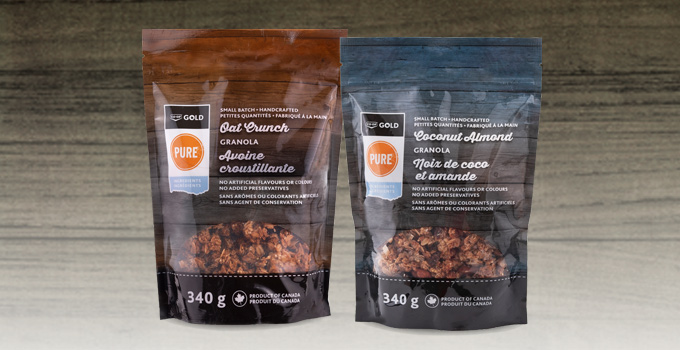 GOLD
PURE
SMALL BATCH • HANDCRAFTED
PETITES QUANTITÉS • FABRIQUÉ À LA MAIN
Oat Crunch
GRANOLA
Avoine
croustillante
NO ARTIFICIAL FLAVOURS OR COLOURS
NO ADDED PRESERVATIVES
SANS ARÔMES OU COLORANTS ARTIFICIELS
SANS AGENT DE CONSERVATION
340 g
PRODUCT OF CANADA
PRODUIT DU CANADA
GOLD
PURE
SMALL BATCH • HANDCRAFTED
PETITES QUANTITÉS • FABRIQUÉ À LA MAIN
Coconut Almond
GRANOLA
Noix de coco
et amande
NO ARTIFICIAL FLAVOURS OR COLOURS
NO ADDED PRESERVATIVES
SANS ARÔMES OU COLORANTS ARTIFICIELS
SANS AGENT DE CONSERVATION
340 g
PRODUCT OF CANADA
PRODUIT DU CANADA